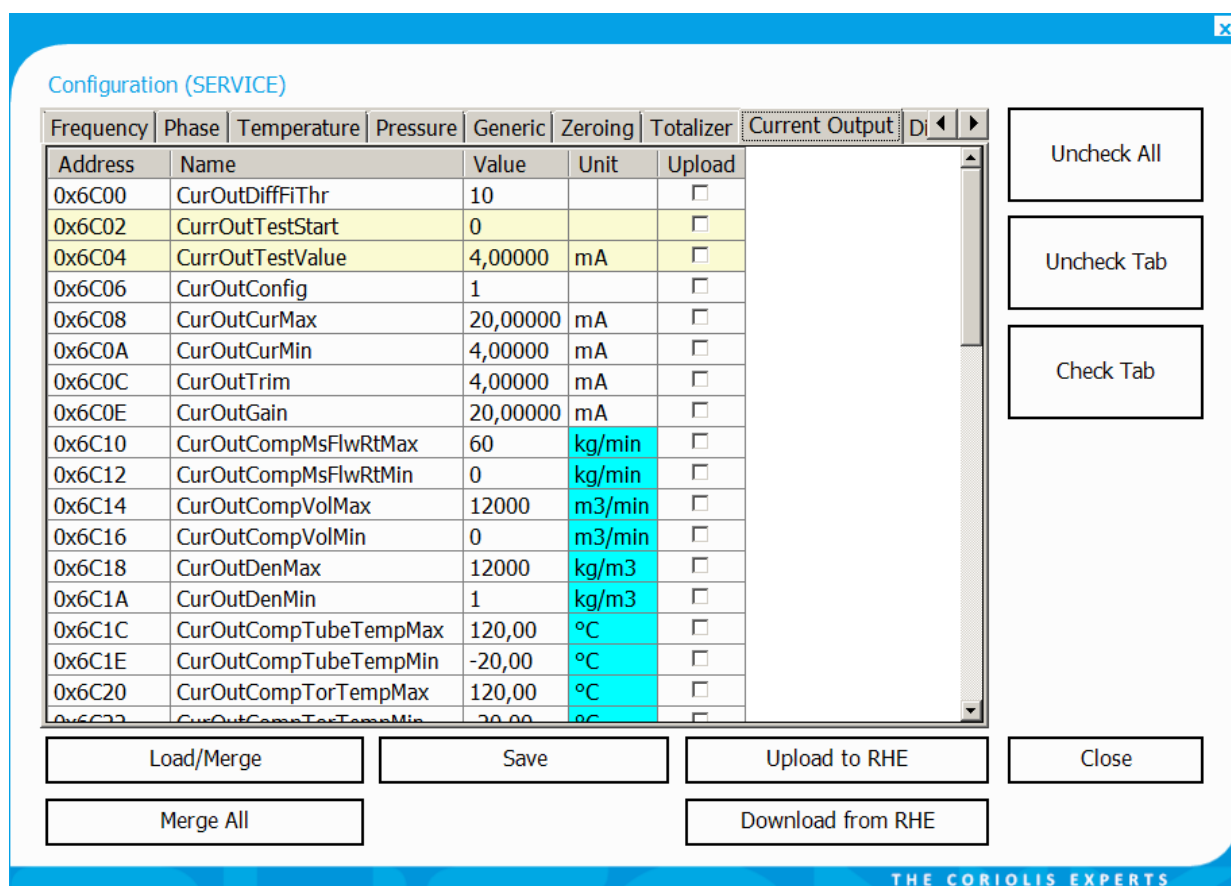 x
Configuration (SERVICE)
Frequency Phase Temperature Pressure Generic Zeroing Totalizer Current Output Di
Address Name Value Unit Upload
0x6C00 CurOutDiffFiThr 10
0x6C02 CurrOutTestStart 0
0x6C04 CurrOutTestValue 4,00000 mA
0x6C06 CurOutConfig 1
0x6C08 CurOutCurMax 20,00000 mA
0x6C0A CurOutCurMin 4,00000 mA
0x6C0C CurOutTrim 4,00000 mA
0x6C0E CurOutGain 20,00000 mA
0x6C10 CurOutCompMsFlwRtMax 60 kg/min
0x6C12 CurOutCompMsFlwRtMin 0 kg/min
0x6C14 CurOutCompVolMax 12000 m3/min
0x6C16 CurOutCompVolMin 0 m3/min
0x6C18 CurOutDenMax 12000 kg/m3
0x6C1A CurOutDenMin 1 kg/m3
0x6C1C CurOutCompTubeTempMax 120,00 °C
0x6C1E CurOutCompTubeTempMin -20,00 °C
0x6C20 CurOutCompTorTempMax 120,00 °C
0x6C22 CurOutCompTorTempMin -20,00 °C
Uncheck All
Uncheck Tab
Check Tab
Load/Merge Save Upload to RHE Close
Merge All Download from RHE
THE CORIOLIS EXPERTS